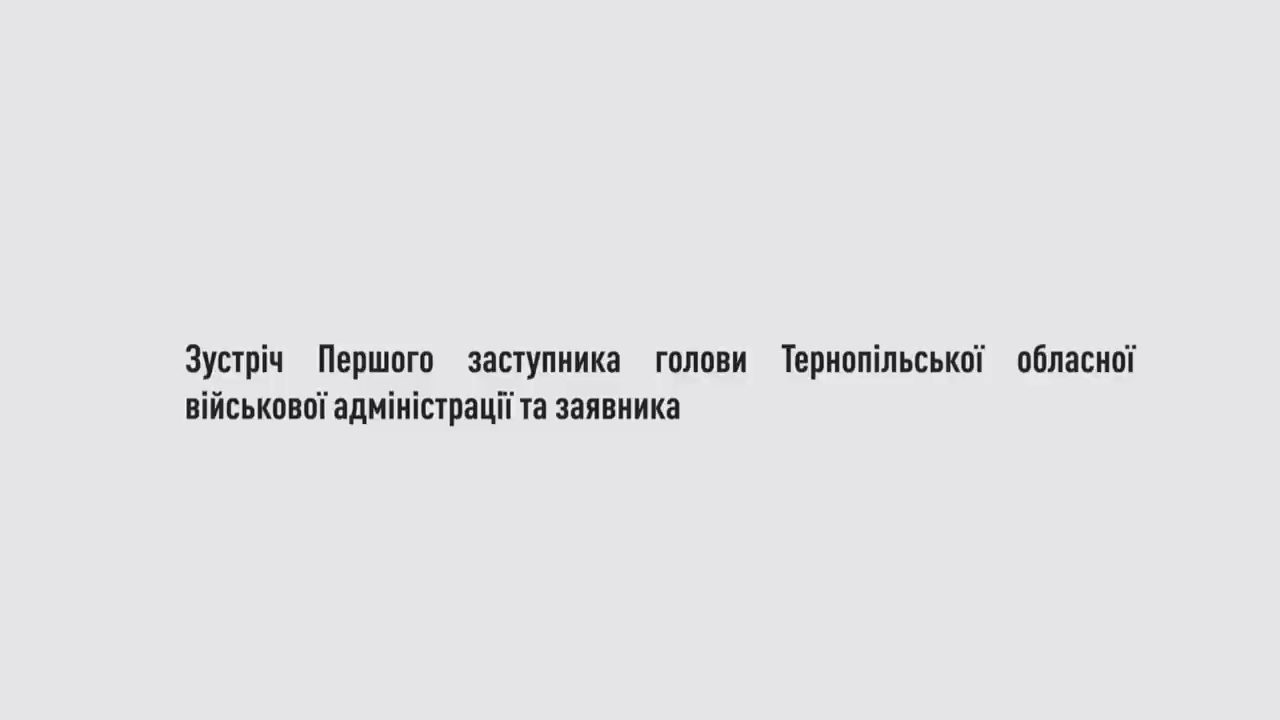 Зустріч Першого заступника голови Тернопільської обласної
військової адміністрації та заявника